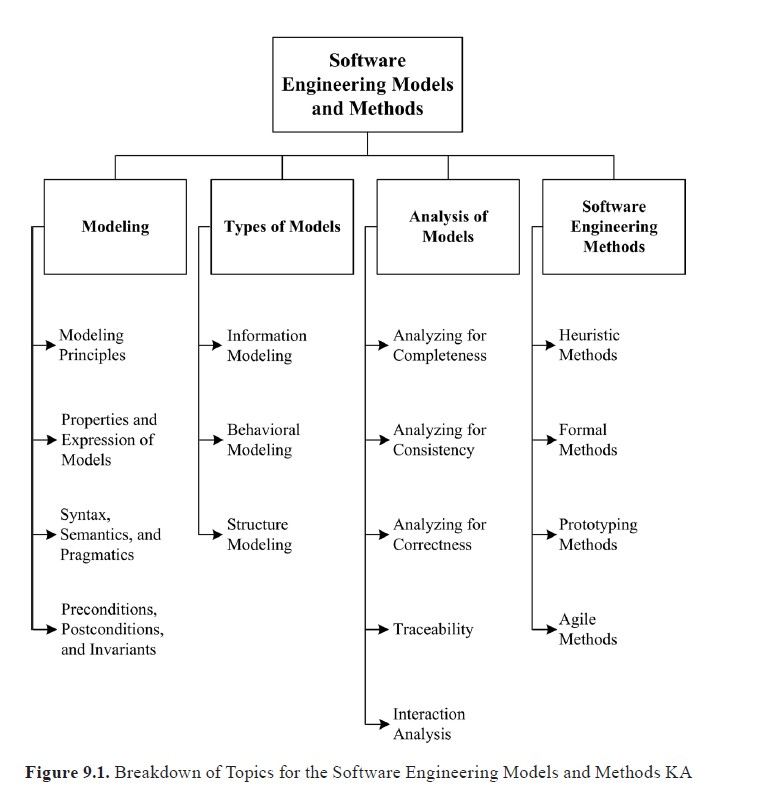 Software
Engineering Models
and Methods
Modeling
Types of Models
Analysis of
Models
Software
Engineering
Methods
Modeling
Principles
Properties and
Expression of
Models
Syntax,
Semantics, and
Pragmatics
Preconditions,
Postconditions,
and Invariants
Information
Modeling
Behavioral
Modeling
Structure
Modeling
Analyzing for
Completeness
Analyzing for
Consistency
Analyzing for
Correctness
Traceability
Interaction
Analysis
Heuristic
Methods
Formal
Methods
Prototyping
Methods
Agile
Methods
Figure 9.1. Breakdown of Topics for the Software Engineering Models and Methods KA